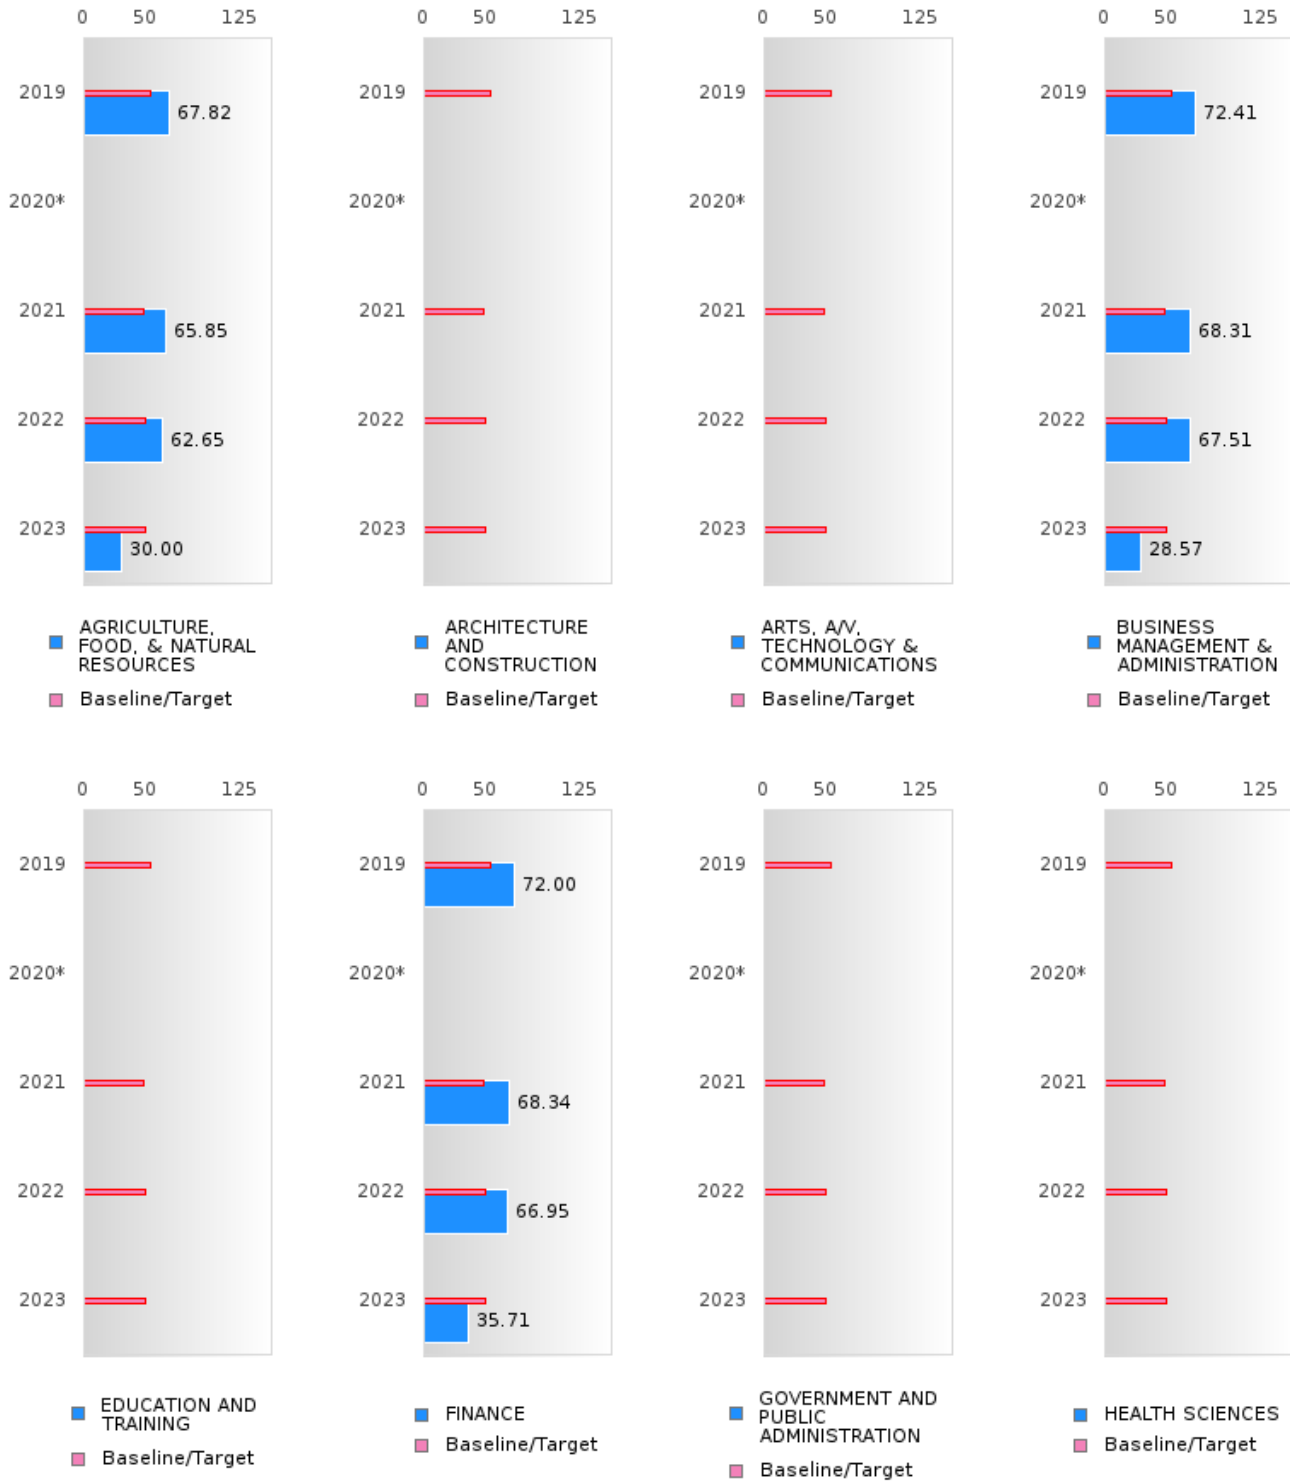 0 50 125
0 50 125
0 50 125
0 50 125
2019
67.82
2020*
2021
65.85
2022
62.65
2023
30.00
2019
2020*
2021
2022
2023
2019
2020*
2021
2022
2023
2019
72.41
2020*
2021
68.31
2022
67.51
2023
28.57
AGRICULTURE,
FOOD, & NATURAL
RESOURCES
Baseline/Target
ARCHITECTURE
AND
CONSTRUCTION
Baseline/Target
ARTS, A/V,
TECHNOLOGY &
COMMUNICATIONS
Baseline/Target
BUSINESS
MANAGEMENT &
ADMINISTRATION
Baseline/Target
0 50 125
0 50 125
0 50 125
0 50 125
2019
2020*
2021
2022
2023
2019
72.00
2020*
2021
68.34
2022
66.95
2023
35.71
2019
2020*
2021
2022
2023
2019
2020*
2021
2022
2023
EDUCATION AND
TRAINING
Baseline/Target
FINANCE
Baseline/Target
GOVERNMENT AND
PUBLIC
ADMINISTRATION
Baseline/Target
HEALTH SCIENCES
Baseline/Target